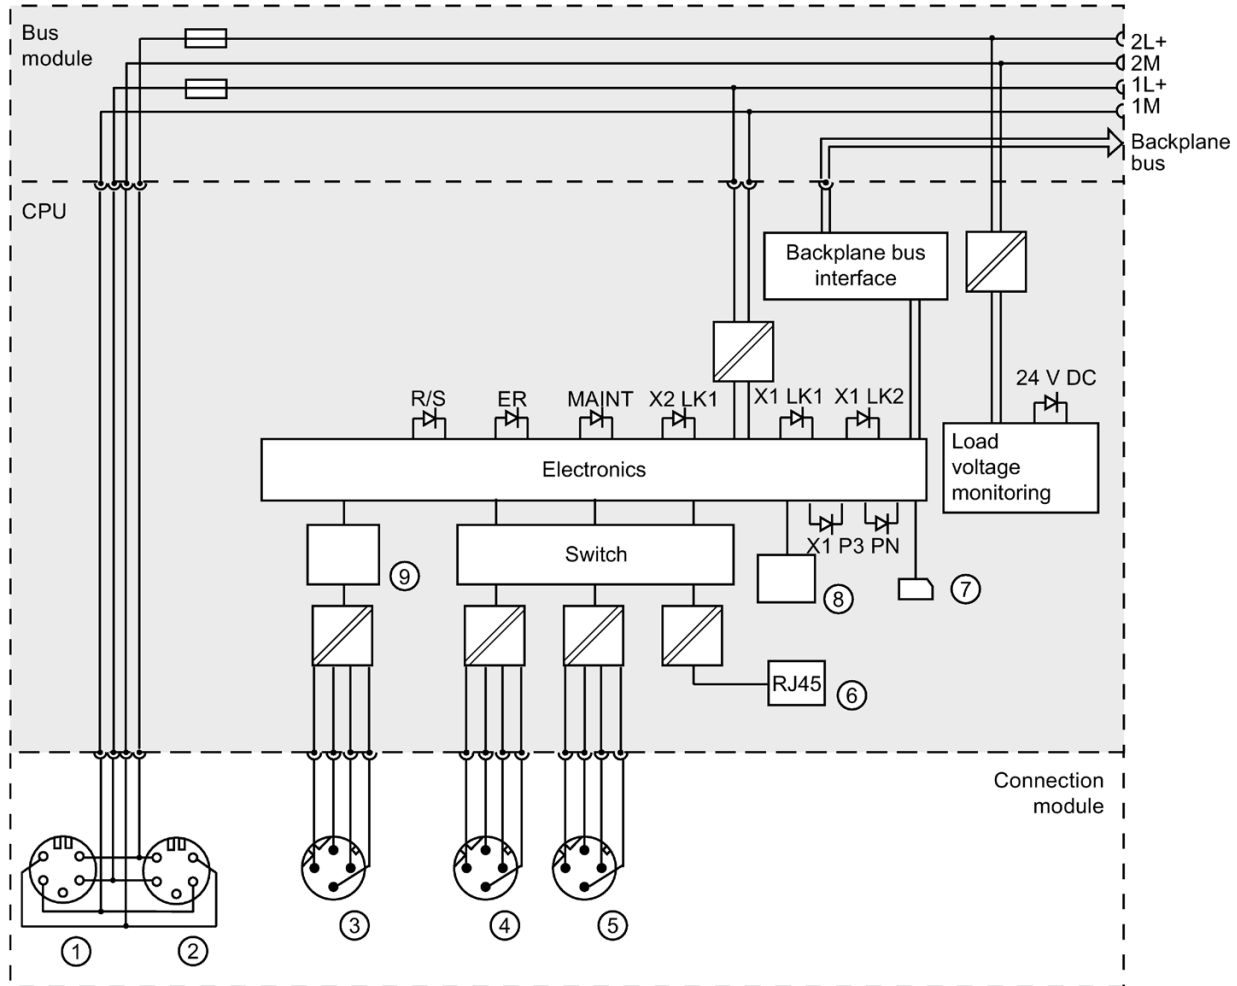 Bus
module
2L+
2M
1L+
1M
Backplane
bus
CPU
Backplane bus
interface
24 V DC
R/S
ER
MAINT
X2 LK1
X1 LK1
X1 LK2
Load
voltage
monitoring
Electronics
Switch
X1 P3 PN
9
8
7
RJ45
6
Connection
module
1
2
3
4
5